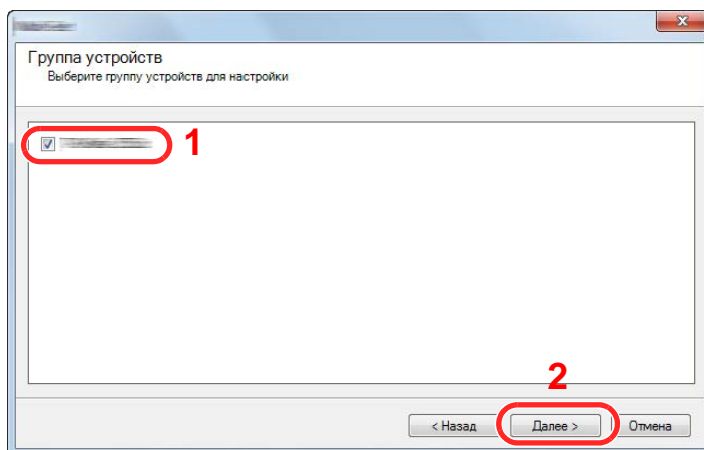 Группа устройств
Выберите группу устройств для настройки
1
2
< Назад
Далее >
Отмена